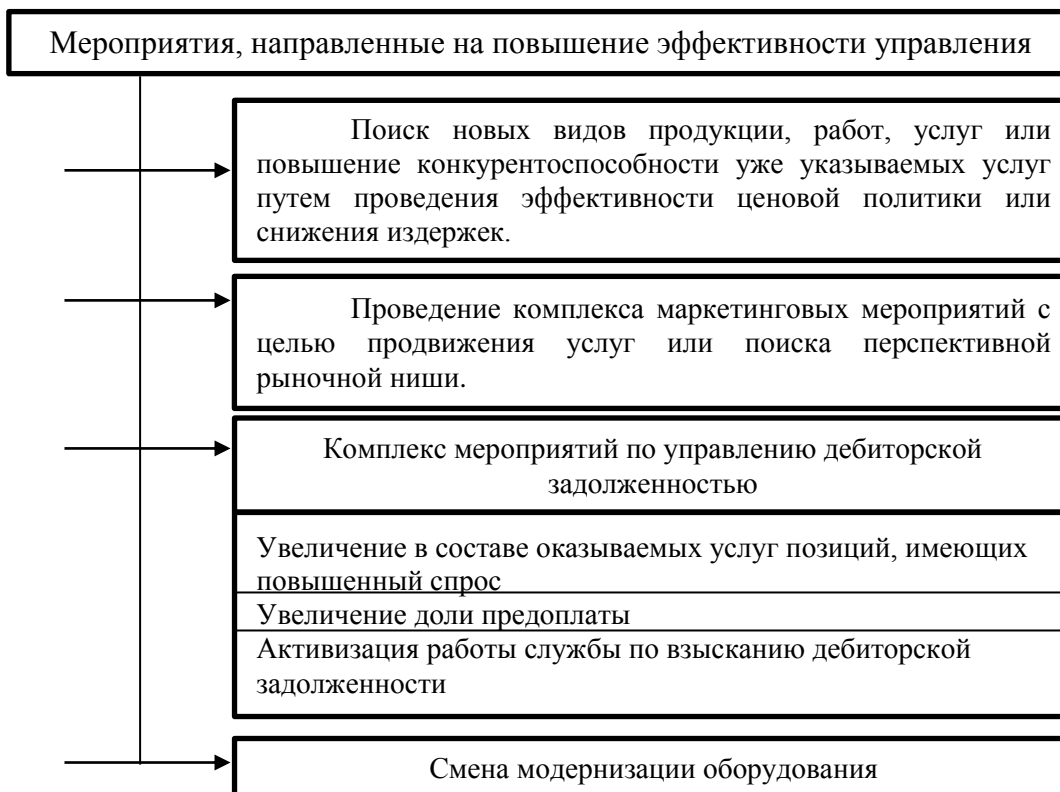 Мероприятия, направленные на повышение эффективности управления
Поиск новых видов продукции, работ, услуг или
повышение конкурентоспособности уже указываемых услуг
путем проведения эффективности ценовой политики или
снижения издержек.
Проведение комплекса маркетинговых мероприятий с
целью продвижения услуг или поиска перспективной
рыночной ниши.
Комплекс мероприятий по управлению дебиторской
задолженностью
Увеличение в составе оказываемых услуг позиций, имеющих
повышенный спрос
Увеличение доли предоплаты
Активизация работы службы по взысканию дебиторской
задолженности
Смена модернизации оборудования